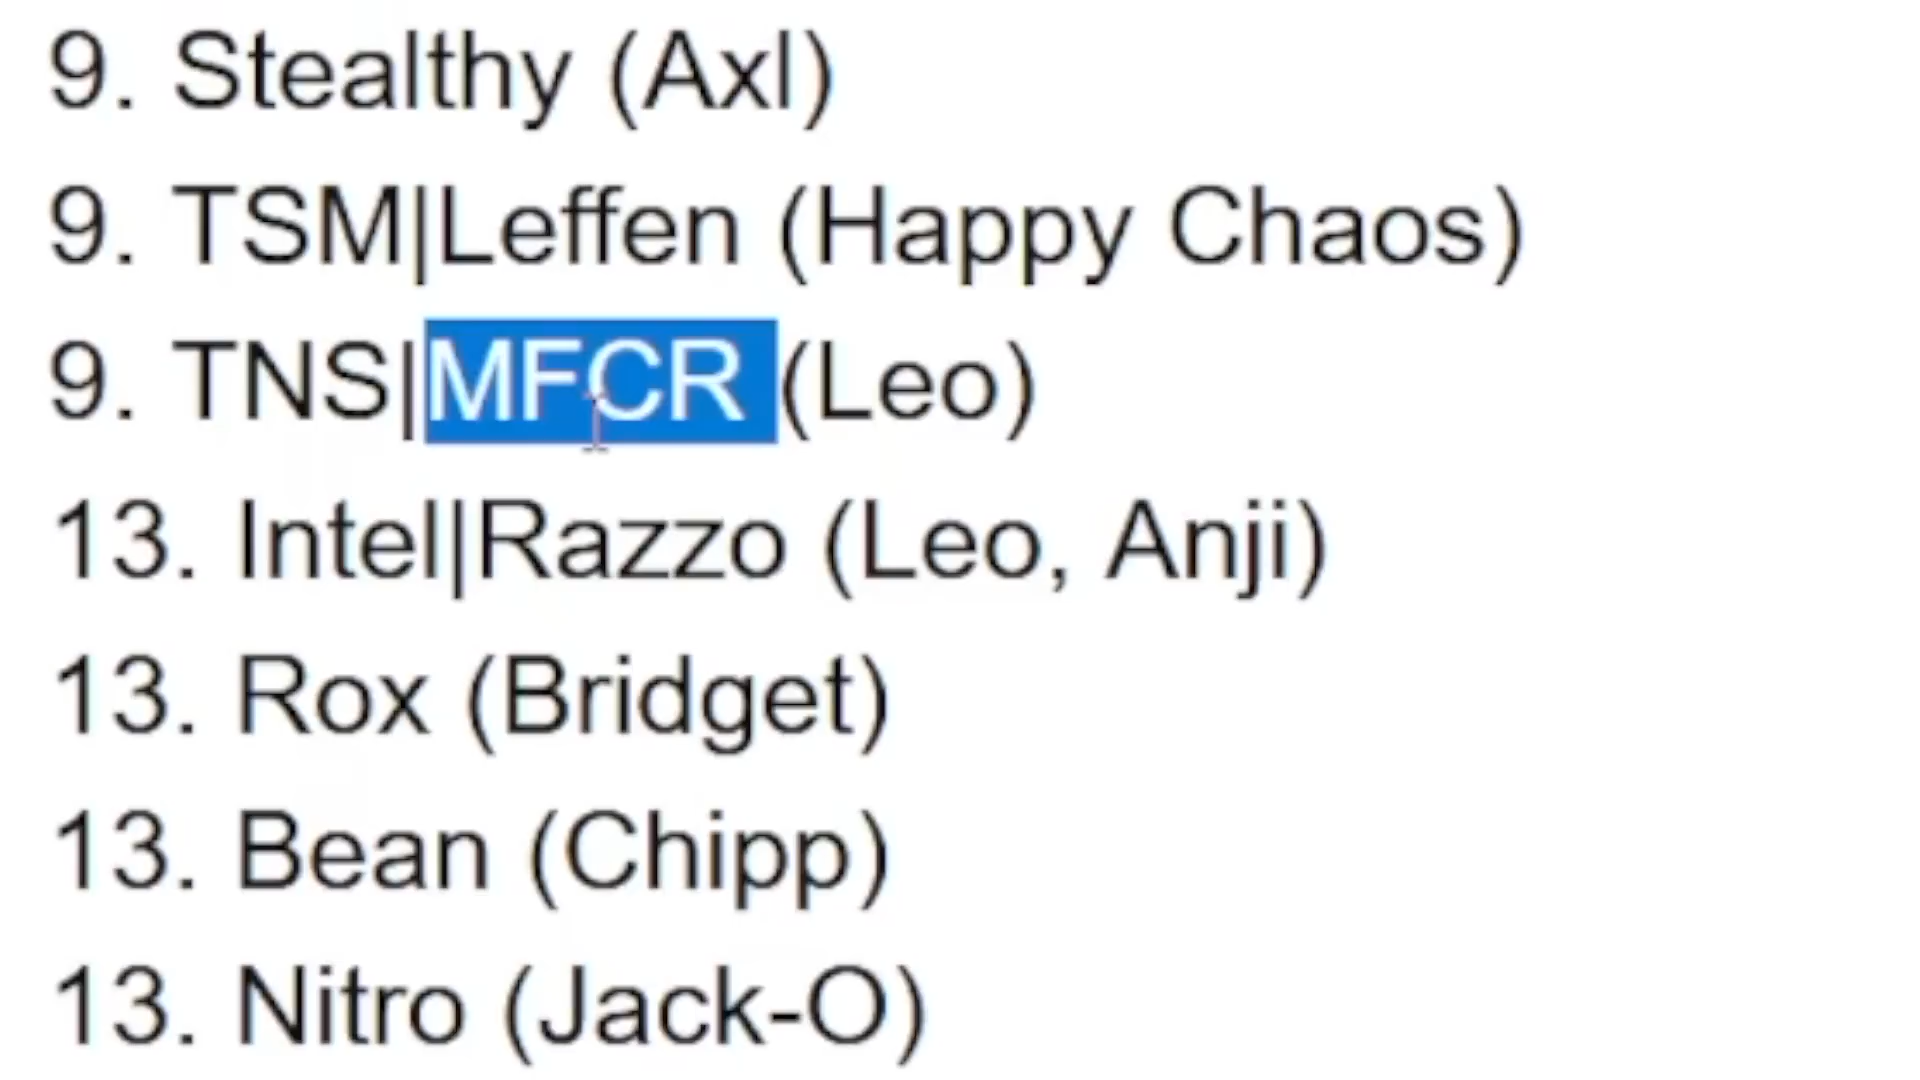 9. Stealthy (Axl)
9. TSM|Leffen (Happy Chaos)
9. TNS|MFCR (Leo)
13. Intel|Razzo (Leo, Anji)
13. Rox (Bridget)
13. Bean (Chipp)
13. Nitro (Jack-O)